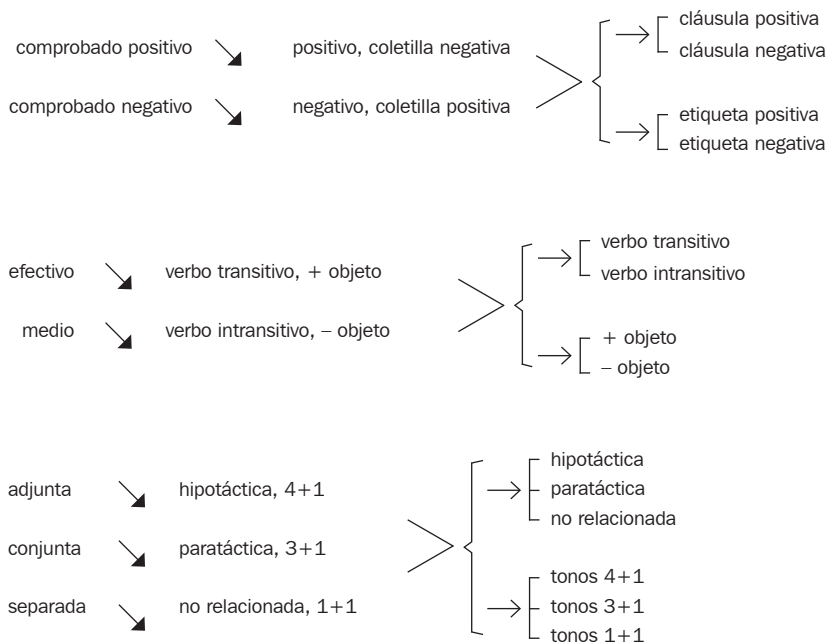 comprobado positivo positivo, coletilla negativa cláusula positiva
cláusula negativa
comprobado negativo negativo, coletilla positiva etiqueta positiva
etiqueta negativa
efectivo verbo transitivo, + objeto verbo transitivo
verbo intransitivo
medio verbo intransitivo, – objeto + objeto
– objeto
adjunta hipotáctica, 4+1 hipotáctica
paratáctica
no relacionada
conjunta paratáctica, 3+1
separada no relacionada, 1+1 tonos 4+1
tonos 3+1
tonos 1+1